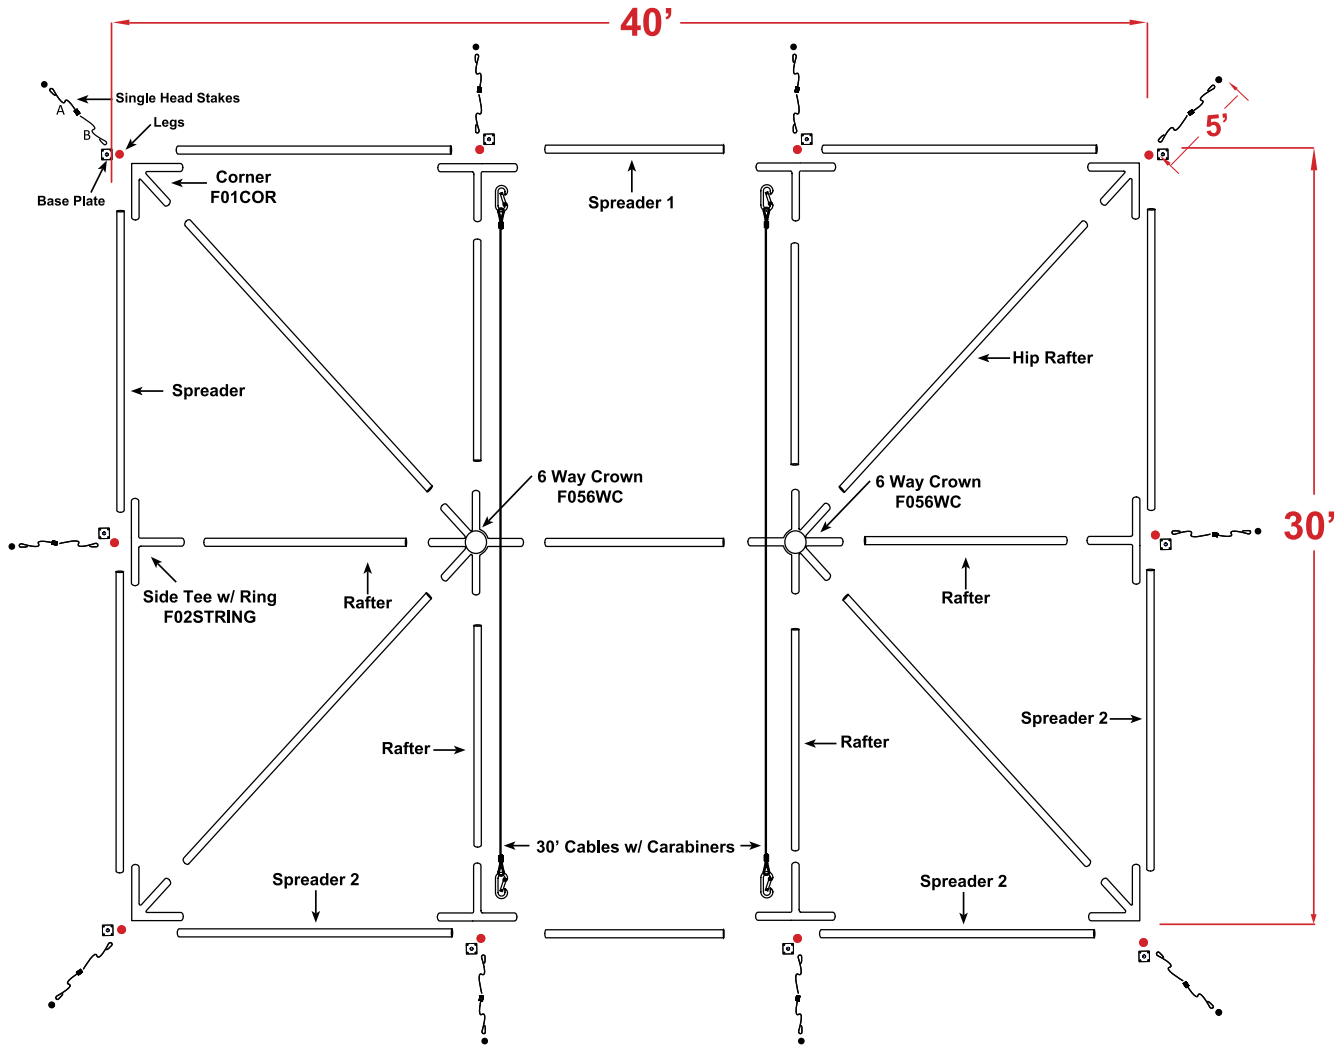 40’
Single Head Stakes
A
B
Legs
Base Plate
5’
Corner
F01COR
Spreader 1
Hip Rafter
Spreader
6 Way Crown
F056WC
6 Way Crown
F056WC
30’
Side Tee w/ Ring
F02STRING
Rafter
Rafter
Spreader 2
Rafter
Rafter
30’ Cables w/ Carabiners
Spreader 2
Spreader 2